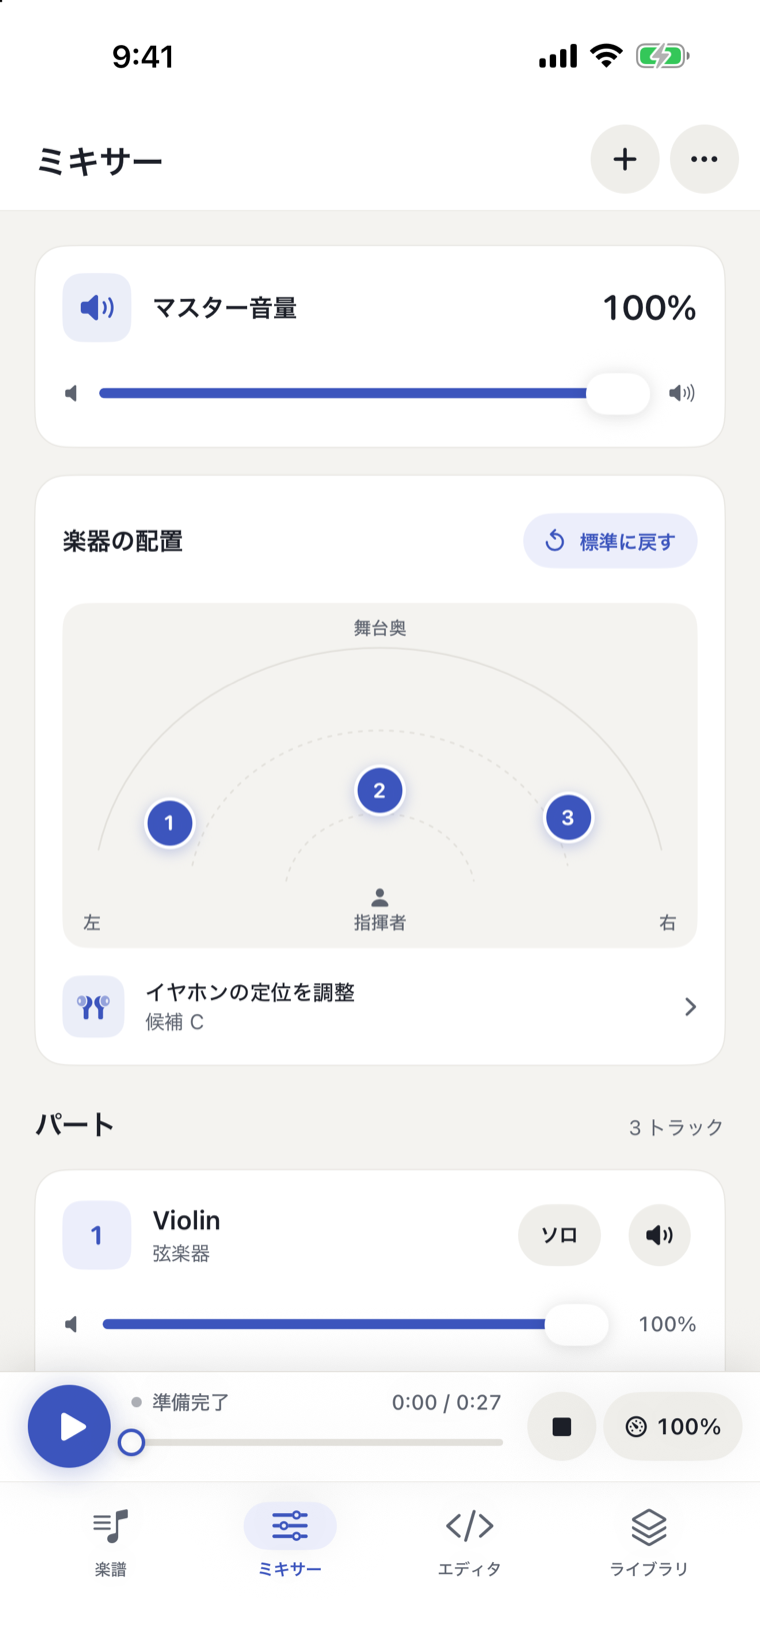 9:41
ミキサー
マスター音量
100%
楽器の配置
標準に戻す
舞台奥
1
2
3
左
指揮者
右
イヤホンの定位を調整
候補 C
パート
3 トラック
1
Violin
弦楽器
ソロ
100%
準備完了
0:00 / 0:27
100%
楽譜
ミキサー
エディタ
ライブラリ